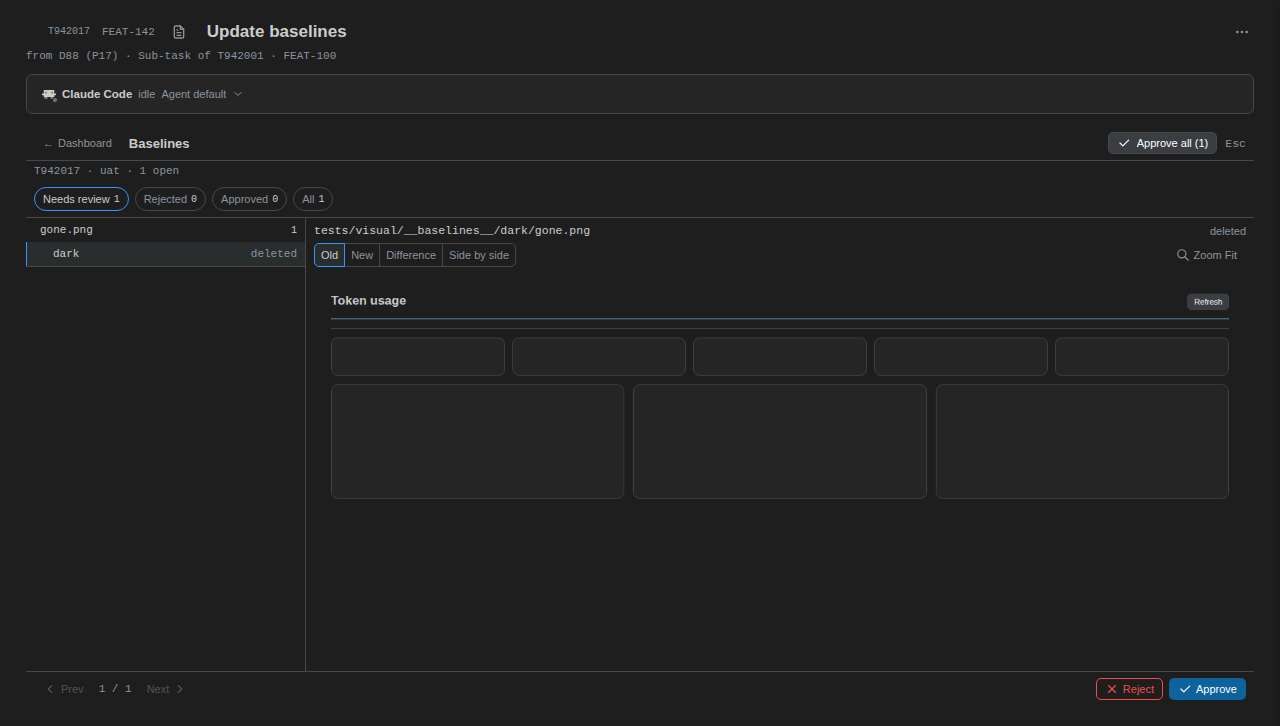 T942017 FEAT-142 Update baselines
from D88 (P17) · Sub-task of T942001 · FEAT-100
Claude Code idle Agent default
← Dashboard Baselines Approve all (1) Esc
T942017 · uat · 1 open
Needs review 1 Rejected 0 Approved 0 All 1
gone.png 1
dark deleted
tests/visual/__baselines__/dark/gone.png deleted
Old New Difference Side by side Zoom Fit
Token usage Refresh
Prev 1 / 1 Next Reject Approve